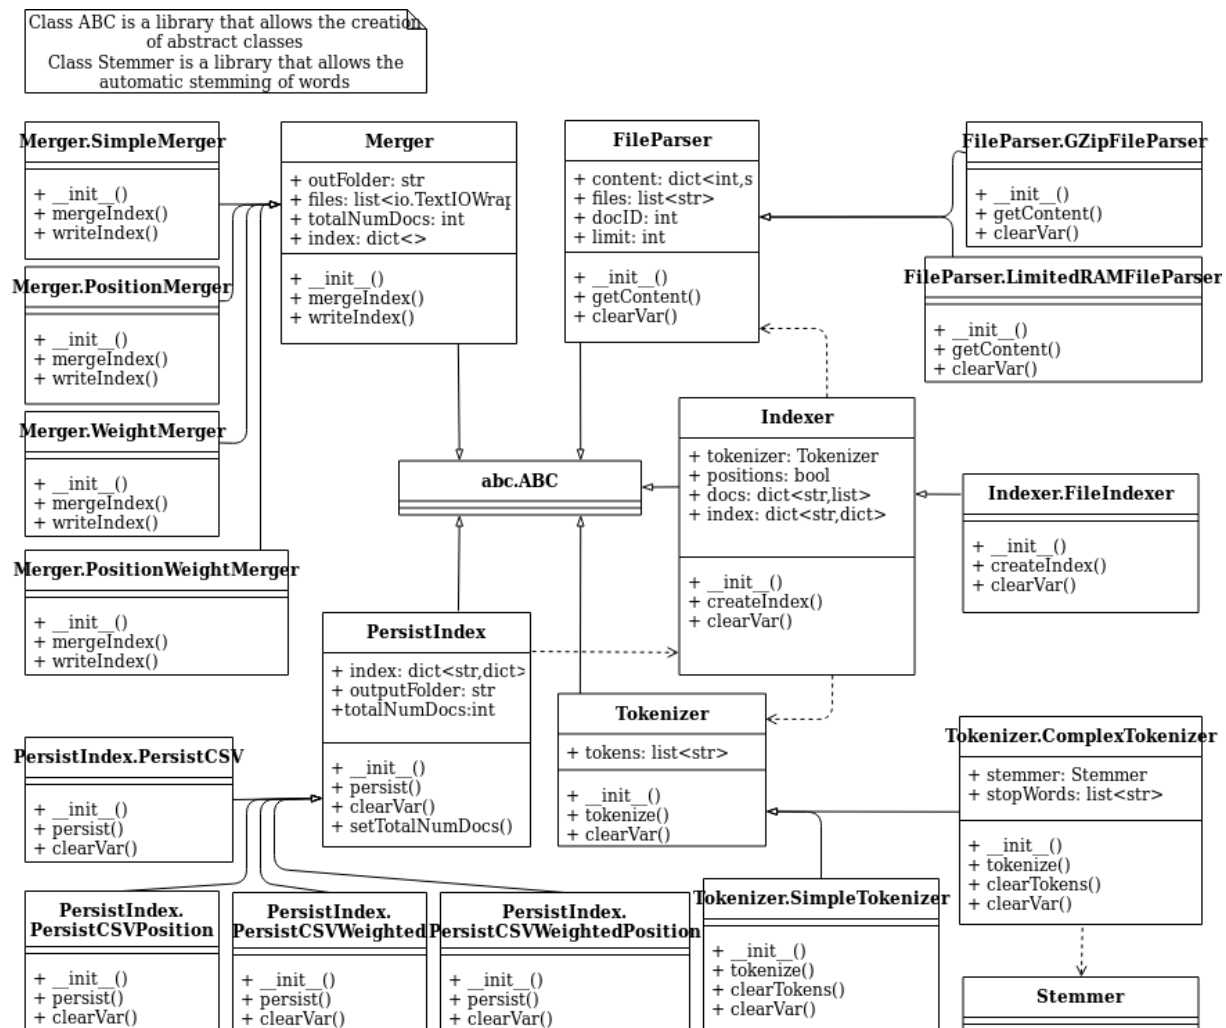 Class ABC is a library that allows the creation
of abstract classes
Class Stemmer is a library that allows the
automatic stemming of words
Merger.SimpleMerger
+ __init__()
+ mergeIndex()
+ writeIndex()
Merger.PositionMerger
+ __init__()
+ mergeIndex()
+ writeIndex()
Merger.WeightMerger
+ __init__()
+ mergeIndex()
+ writeIndex()
Merger.PositionWeightMerger
+ __init__()
+ mergeIndex()
+ writeIndex()
Merger
+ outFolder: str
+ files: list<io.TextIOWrap
+ totalNumDocs: int
+ index: dict<>
+ __init__()
+ mergeIndex()
+ writeIndex()
FileParser
+ content: dict<int,s
+ files: list<str>
+ docID: int
+ limit: int
+ __init__()
+ getContent()
+ clearVar()
FileParser.GZipFileParser
+ __init__()
+ getContent()
+ clearVar()
FileParser.LimitedRAMFileParser
+ __init__()
+ getContent()
+ clearVar()
abc.ABC
Indexer
+ tokenizer: Tokenizer
+ positions: bool
+ docs: dict<str,list>
+ index: dict<str,dict>
+ __init__()
+ createIndex()
+ clearVar()
Indexer.FileIndexer
+ __init__()
+ createIndex()
+ clearVar()
PersistIndex
+ index: dict<str,dict>
+ outputFolder: str
+totalNumDocs:int
+ __init__()
+ persist()
+ clearVar()
+ setTotalNumDocs()
Tokenizer
+ tokens: list<str>
+ __init__()
+ tokenize()
+ clearVar()
PersistIndex.PersistCSV
+ __init__()
+ persist()
+ clearVar()
Tokenizer.ComplexTokenizer
+ stemmer: Stemmer
+ stopWords: list<str>
+ __init__()
+ tokenize()
+ clearTokens()
+ clearVar()
PersistIndex.
PersistCSVPosition
+ __init__()
+ persist()
+ clearVar()
PersistIndex.
PersistCSVWeighted
+ __init__()
+ persist()
+ clearVar()
PersistIndex.
PersistCSVWeightedPosition
+ __init__()
+ persist()
+ clearVar()
Tokenizer.SimpleTokenizer
+ __init__()
+ tokenize()
+ clearTokens()
+ clearVar()
Stemmer